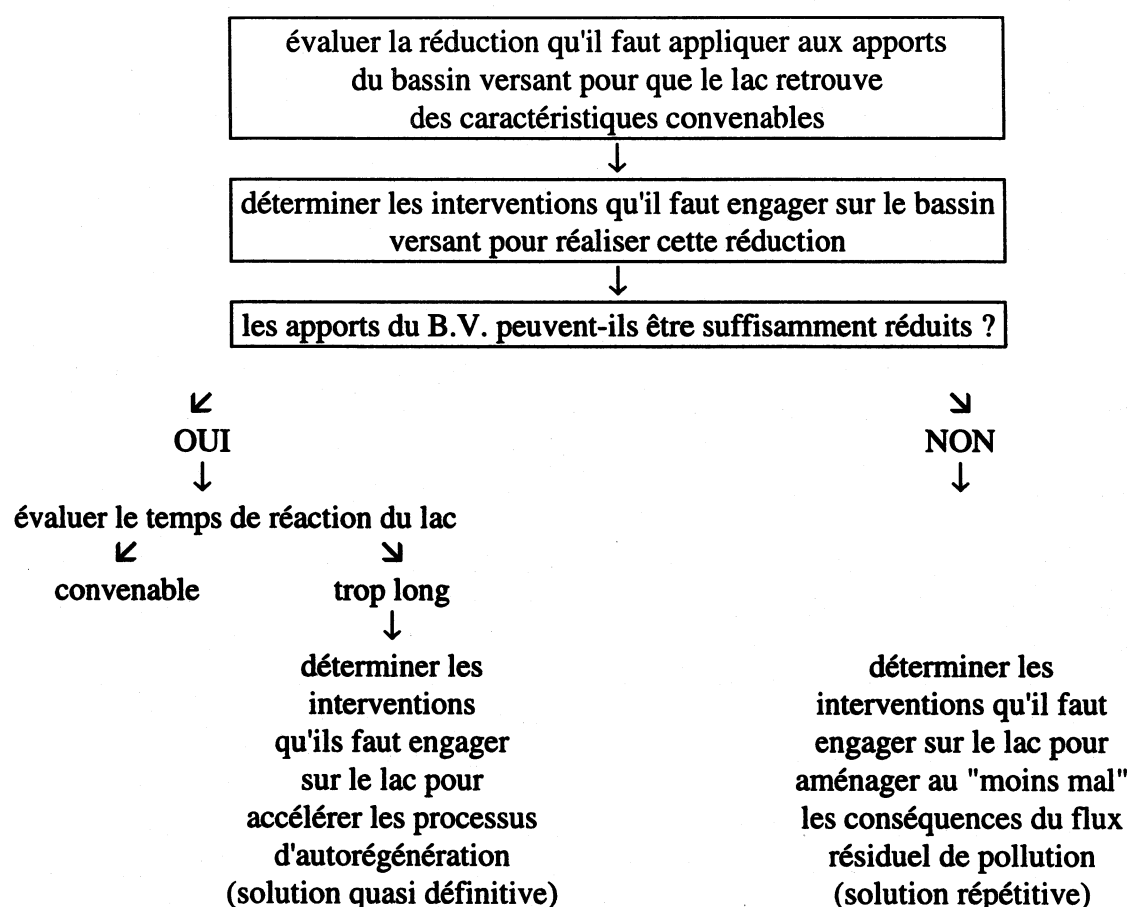 évaluer la réduction qu'il faut appliquer aux apports
du bassin versant pour que le lac retrouve
des caractéristiques convenables
↓
déterminer les interventions qu'il faut engager sur le bassin
versant pour réaliser cette réduction
↓
les apports du B.V. peuvent-ils être suffisamment réduits ?
↙ ↘
OUI NON
↓ ↓
évaluer le temps de réaction du lac
↙ ↘
convenable trop long
↓
déterminer les
interventions
qu'ils faut engager
sur le lac pour
accélérer les processus
d'autorégénération
(solution quasi définitive)
déterminer les
interventions qu'il faut
engager sur le lac pour
aménager au "moins mal"
les conséquences du flux
résiduel de pollution
(solution répétitive)